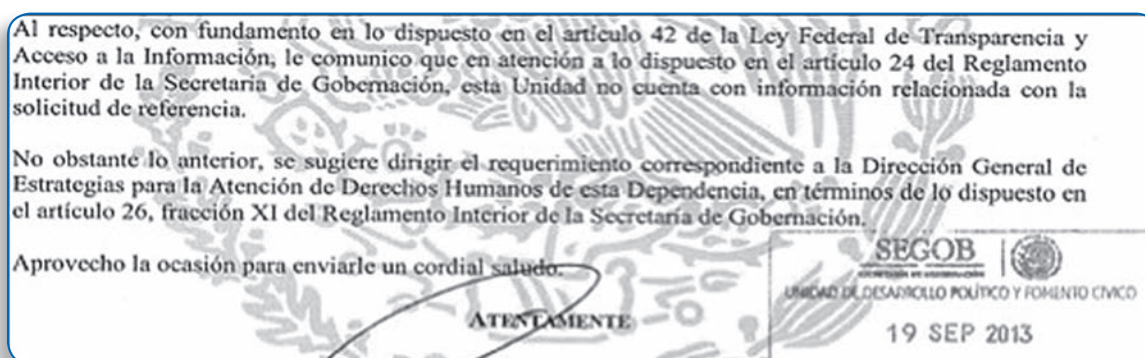 Al respecto, con fundamento en lo dispuesto en el artículo 42 de la Ley Federal de Transparencia y
Acceso a la Información, le comunico que en atención a lo dispuesto en el artículo 24 del Reglamento
Interior de la Secretaría de Gobernación, esta Unidad no cuenta con información relacionada con la
solicitud de referencia.
No obstante lo anterior, se sugiere dirigir el requerimiento correspondiente a la Dirección General de
Estrategias para la Atención de Derechos Humanos de esta Dependencia, en términos de lo dispuesto en
el artículo 26, fracción XI del Reglamento Interior de la Secretaría de Gobernación.
Aprovecho la ocasión para enviarle un cordial saludo.
ATENTAMENTE
SEGOB
UNIDAD DE DESARROLLO POLÍTICO Y FOMENTO CÍVICO
19 SEP 2013